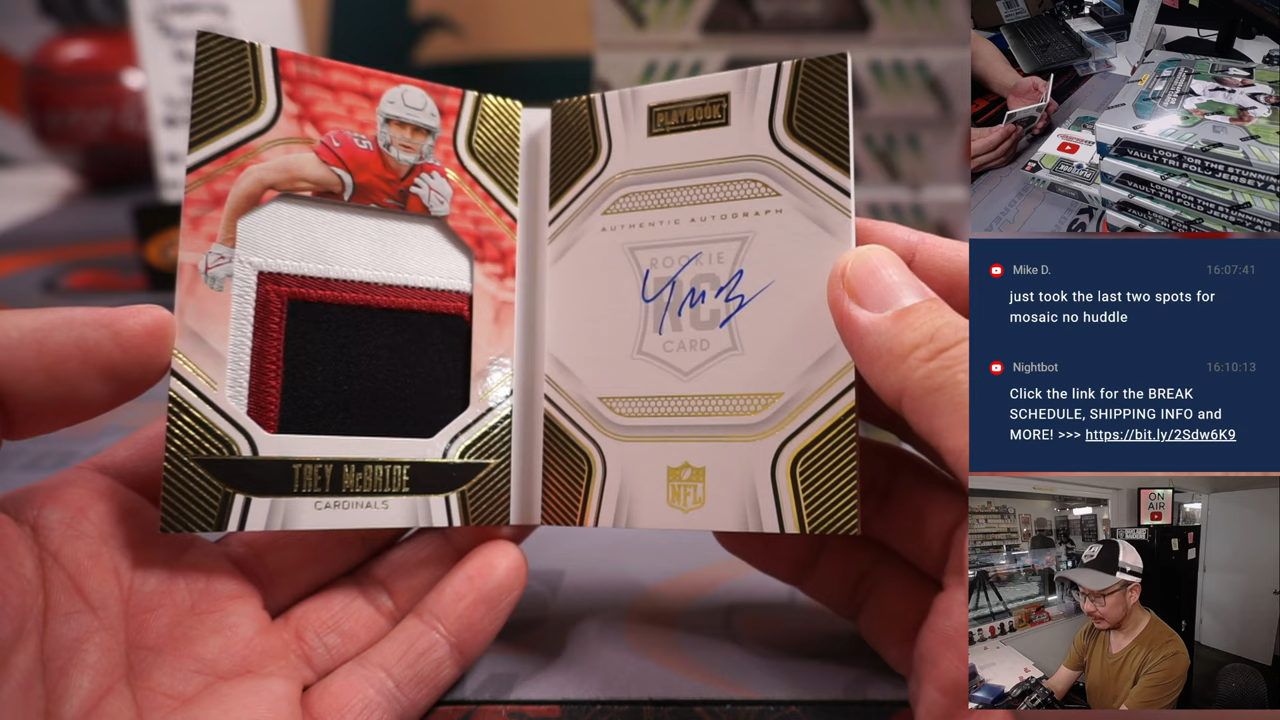 PLAYBOOK
AUTHENTIC AUTOGRAPH
ROOKIE
RC
CARD
TREY McBRIDE
CARDINALS
NFL
LOOK FOR THE STUNNING
VAULT TRI FOLD JERSEY AU
Mike D. 16:07:41
just took the last two spots for
mosaic no huddle
Nightbot 16:10:13
Click the link for the BREAK
SCHEDULE, SHIPPING INFO and
MORE! >>> https://bit.ly/2Sdw6K9
ON
AIR